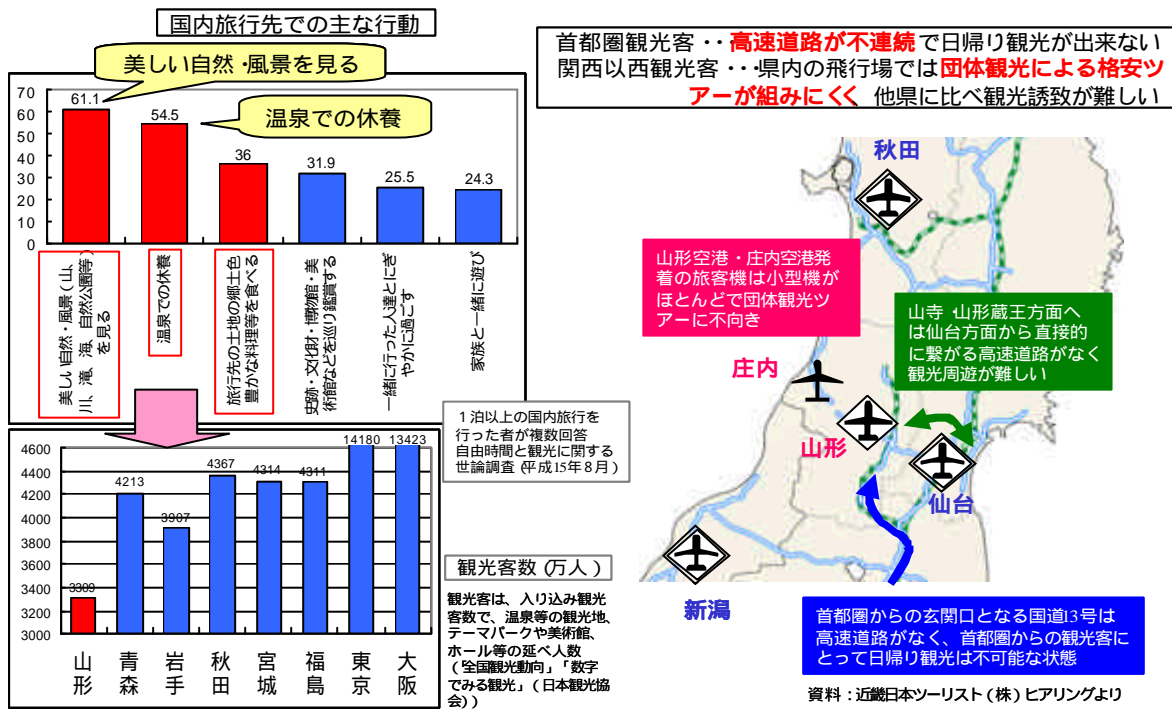 国内旅行先での主な行動
美しい自然・風景を見る
温泉での休養
70
60
50
40
30
20
10
0
61.1
54.5
36
31.9
25.5
24.3
美しい自然・風景(山、
川、滝、海、自然公園等)
を見る
温泉での休養
旅行先の土地の郷土色
豊かな料理等を食べる
史跡・文化財・博物館・美
術館などを巡り鑑賞する
一緒に行った人達とにぎ
やかに過ごす
家族と一緒に遊び
1泊以上の国内旅行を
行った者が複数回答
自由時間と観光に関する
世論調査(平成15年8月)
4600
4400
4200
4000
3800
3600
3400
3200
3000
3309
4213
3907
4367
4314
4311
14180
13423
山形
青森
岩手
秋田
宮城
福島
東京
大阪
観光客数(万人)
観光客は、入り込み観光
客数で、温泉等の観光地、
テーマパークや美術館、
ホール等の延べ人数
(「全国観光動向」「数字
でみる観光」(日本観光協
会))
首都圏観光客・・高速道路が不連続で日帰り観光が出来ない
関西以西観光客・・・県内の飛行場では団体観光による格安ツ
アーが組みにくく 他県に比べ観光誘致が難しい
秋田
山形空港・庄内空港発
着の旅客機は小型機が
ほとんどで団体観光ツ
アーに不向き
山寺・山形蔵王方面へ
は仙台方面から直接的
に繋がる高速道路がなく
観光周遊が難しい
庄内
山形
仙台
新潟
首都圏からの玄関口となる国道13号は
高速道路がなく、首都圏からの観光客に
とって日帰り観光は不可能な状態
資料:近畿日本ツーリスト(株)ヒアリングより